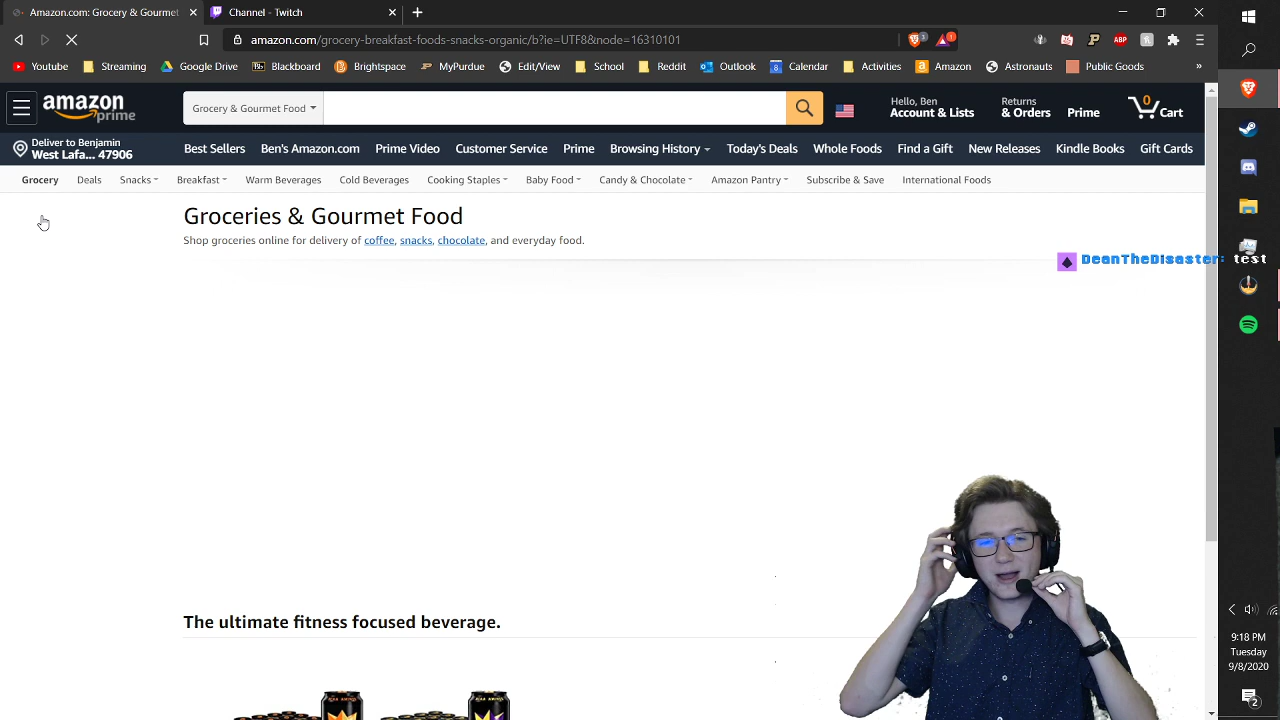 Amazon.com: Grocery & Gourmet
Channel - Twitch
amazon.com/grocery-breakfast-foods-snacks-organic/b?ie=UTF8&node=16310101
Youtube Streaming Google Drive Blackboard Brightspace MyPurdue Edit/View School Reddit Outlook Calendar Activities Amazon Astronauts Public Goods »
amazon prime
Grocery & Gourmet Food
Hello, Ben
Account & Lists
Returns
& Orders
Prime
0
Cart
Deliver to Benjamin
West Lafa... 47906
Best Sellers Ben's Amazon.com Prime Video Customer Service Prime Browsing History Today's Deals Whole Foods Find a Gift New Releases Kindle Books Gift Cards
Grocery Deals Snacks Breakfast Warm Beverages Cold Beverages Cooking Staples Baby Food Candy & Chocolate Amazon Pantry Subscribe & Save International Foods
Groceries & Gourmet Food
Shop groceries online for delivery of coffee, snacks, chocolate, and everyday food.
DeanTheDisaster: test
The ultimate fitness focused beverage.
9:18 PM
Tuesday
9/8/2020
2